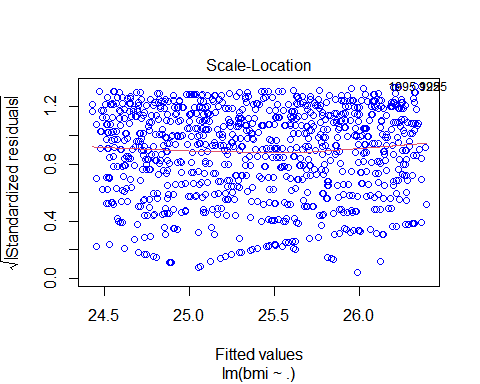 Scale-Location
√|Standardized residuals|
0.0 0.4 0.8 1.2
24.5 25.0 25.5 26.0
Fitted values
lm(bmi ~ .)